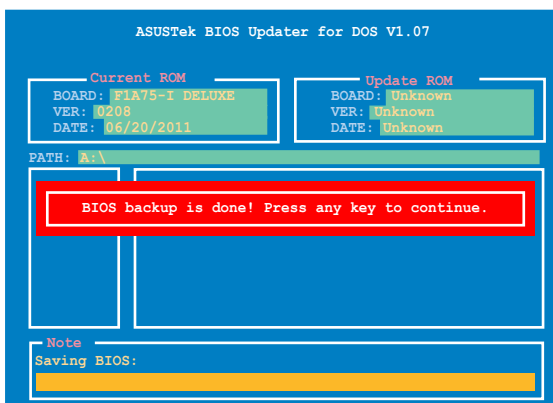 ASUSTek BIOS Updater for DOS V1.07
Current ROM
BOARD: F1A75-I DELUXE
VER: 0208
DATE: 06/20/2011
Update ROM
BOARD: Unknown
VER: Unknown
DATE: Unknown
PATH: A:\
BIOS backup is done! Press any key to continue.
Note
Saving BIOS: